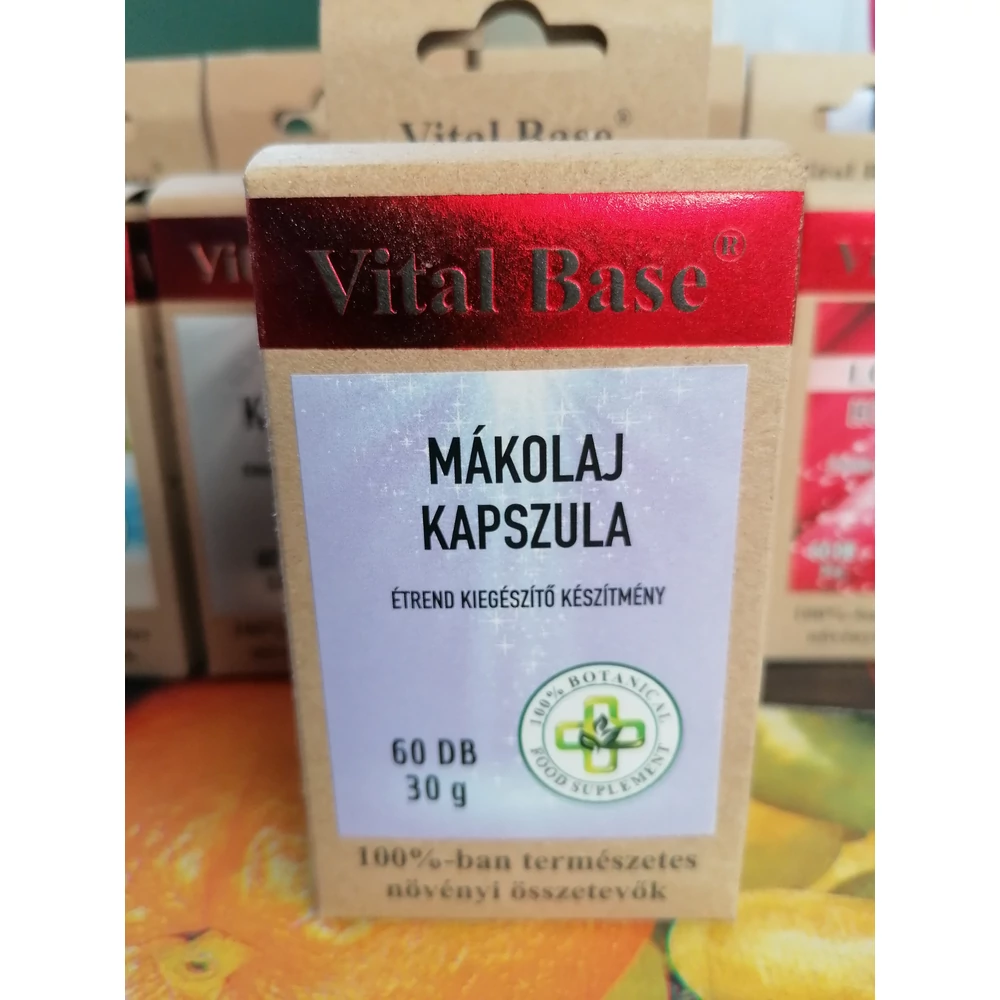 Vital Base®
Vital Base®
MÁKOLAJ
KAPSZULA
ÉTREND KIEGÉSZÍTŐ KÉSZÍTMÉNY
100% BOTANICAL
FOOD SUPLEMENT
60 DB
30 g
100%-ban természetes
növényi összetevők